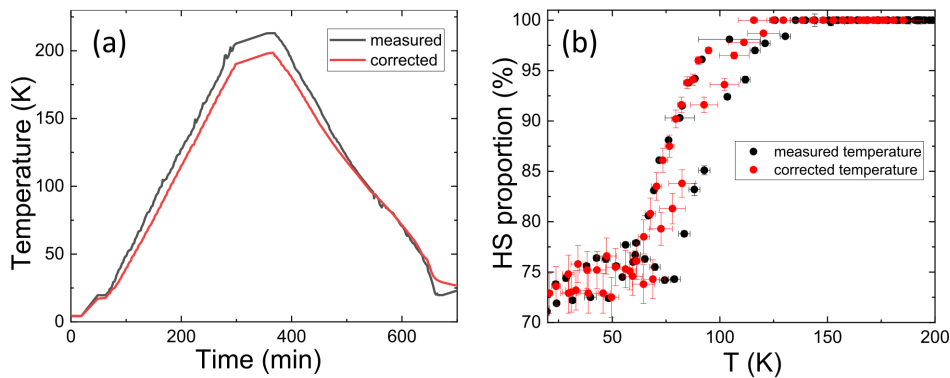 (a)
measured
corrected
Temperature (K)
200
150
100
50
0
0
200
400
600
Time (min)
(b)
measured temperature
corrected temperature
HS proportion (%)
100
95
90
85
80
75
70
50
100
150
200
T (K)